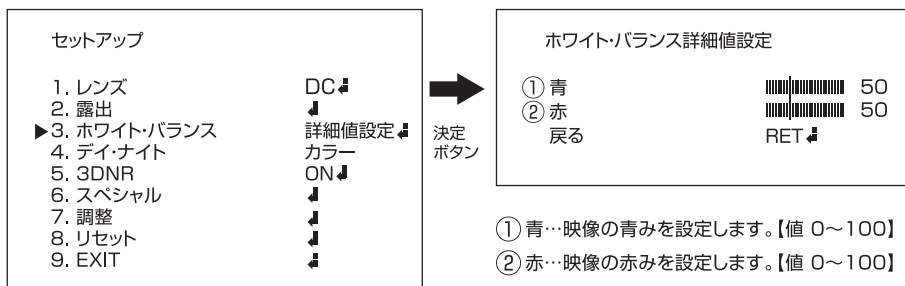 セットアップ
1. レンズ DC
2. 露出
▶3. ホワイト・バランス 詳細値設定
4. デイ・ナイト カラー
5. 3DNR ON
6. スペシャル
7. 調整
8. リセット
9. EXIT
決定
ボタン
ホワイト・バランス詳細値設定
① 青 50
② 赤 50
戻る RET
① 青…映像の青みを設定します。【値 0〜100】
② 赤…映像の赤みを設定します。【値 0〜100】